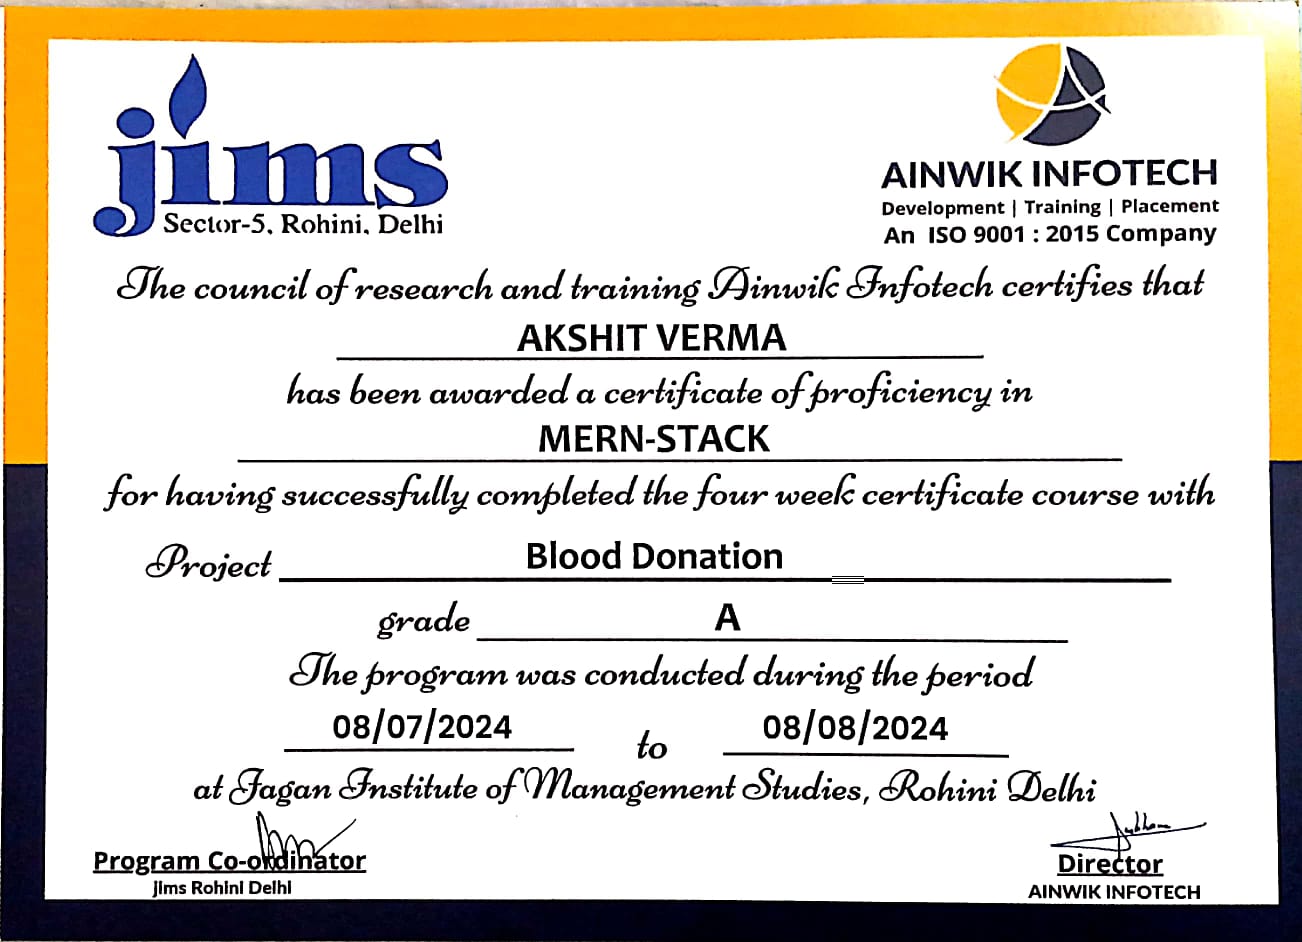 jims
Sector-5, Rohini, Delhi
AINWIK INFOTECH
Development | Training | Placement
An ISO 9001 : 2015 Company
The council of research and training Ainwik Infotech certifies that
AKSHIT VERMA
has been awarded a certificate of proficiency in
MERN-STACK
for having successfully completed the four week certificate course with
Project Blood Donation
grade A
The program was conducted during the period
08/07/2024 to 08/08/2024
at Jagan Institute of Management Studies, Rohini Delhi
Program Co-ordinator
Jims Rohini Delhi
Director
AINWIK INFOTECH